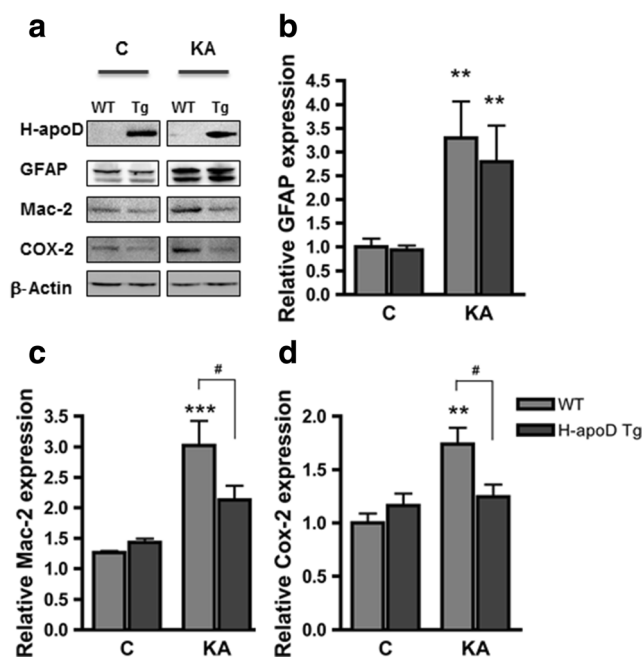 a
C KA
WT Tg WT Tg
H-apoD
GFAP
Mac-2
COX-2
β-Actin
b
Relative GFAP expression
4.5
4.0
3.5
3.0
2.5
2.0
1.5
1.0
0.5
0.0
** **
C KA
c
Relative Mac-2 expression
3.5
3.0
2.5
2.0
1.5
1.0
0.5
0.0
#
***
C KA
d
Relative Cox-2 expression
2.0
1.5
1.0
0.5
0.0
#
**
C KA
WT
H-apoD Tg